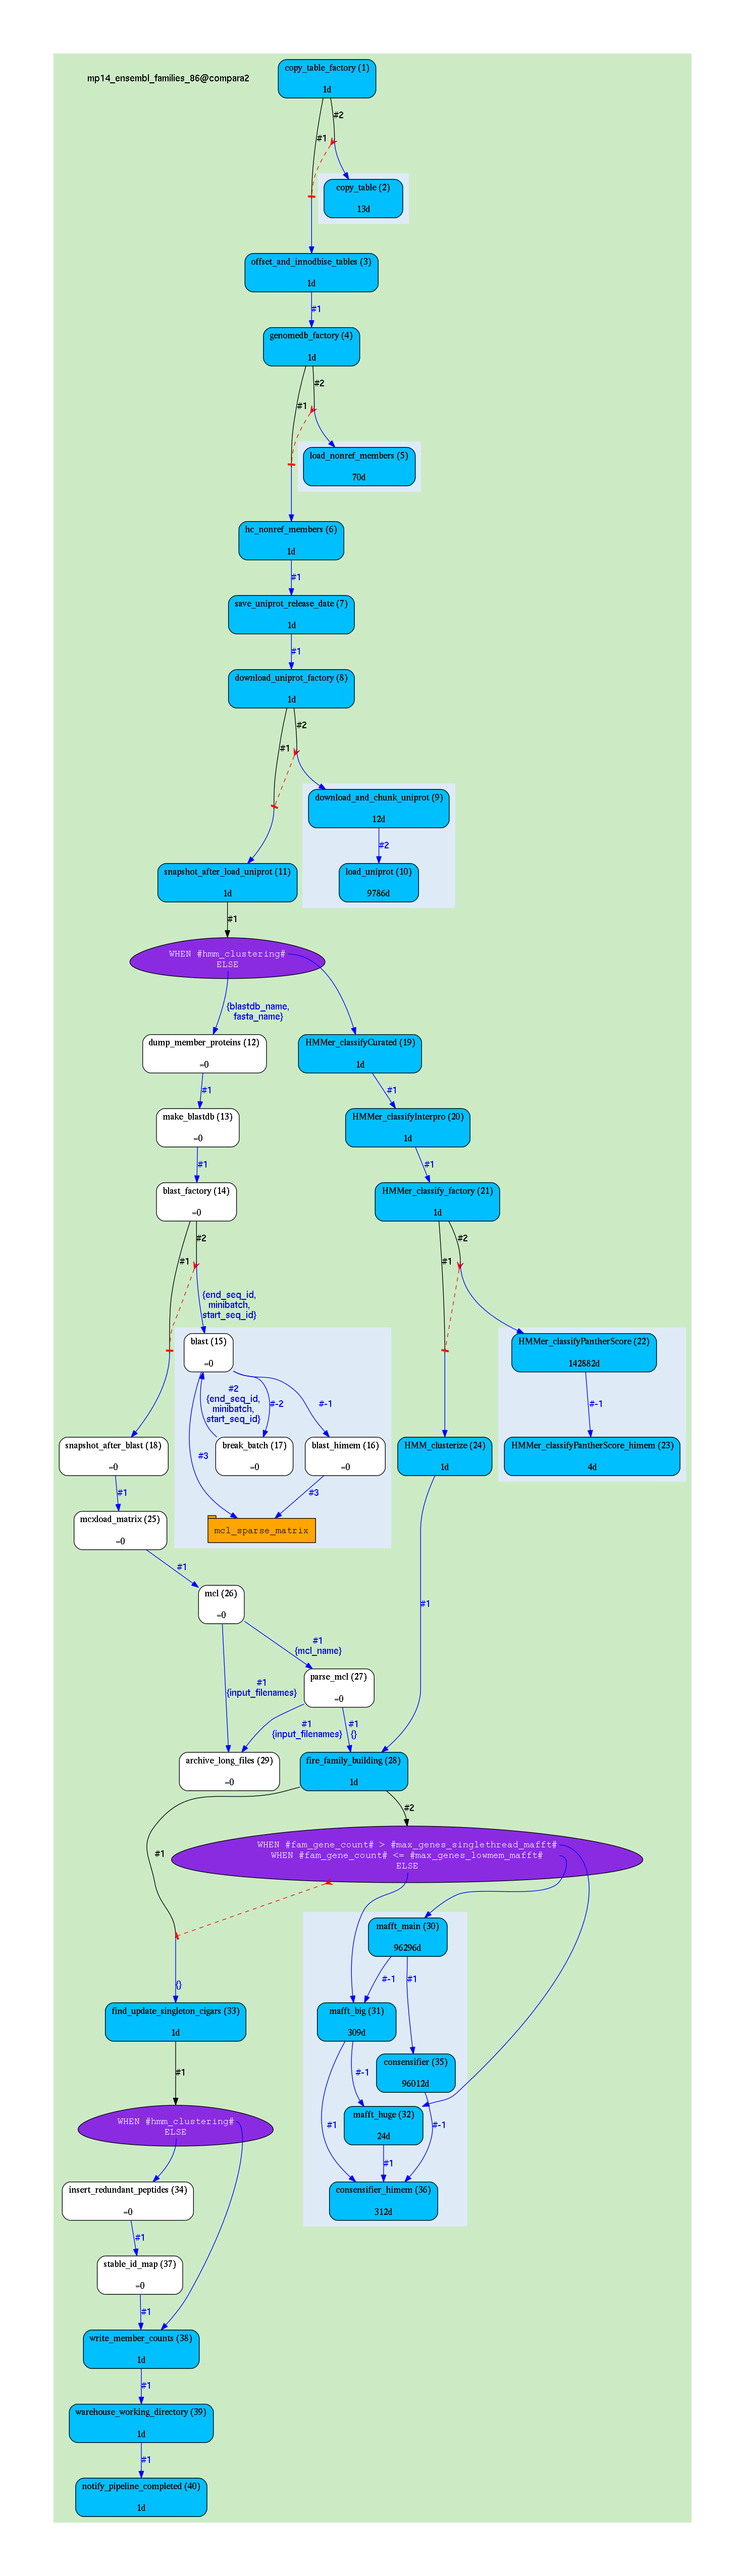 mp14_ensembl_families_86@compara2
copy_table_factory (1)
1d
#2
#1
copy_table (2)
13d
offset_and_innodbise_tables (3)
1d
#1
genomedb_factory (4)
1d
#2
#1
load_nonref_members (5)
70d
hc_nonref_members (6)
1d
#1
save_uniprot_release_date (7)
1d
#1
download_uniprot_factory (8)
1d
#2
#1
download_and_chunk_uniprot (9)
12d
#2
snapshot_after_load_uniprot (11)
1d
load_uniprot (10)
9786d
#1
WHEN #hmm_clustering#
ELSE
{blastdb_name,
fasta_name}
dump_member_proteins (12)
=0
HMMer_classifyCurated (19)
1d
#1
#1
make_blastdb (13)
=0
HMMer_classifyInterpro (20)
1d
#1
#1
blast_factory (14)
=0
HMMer_classify_factory (21)
1d
#2
#1
#2
#1
{end_seq_id,
minibatch,
start_seq_id}
blast (15)
=0
HMMer_classifyPantherScore (22)
142882d
#2
{end_seq_id,
minibatch,
start_seq_id}
#-2
#-1
#-1
snapshot_after_blast (18)
=0
#3
break_batch (17)
=0
blast_himem (16)
=0
HMM_clusterize (24)
1d
HMMer_classifyPantherScore_himem (23)
4d
#1
#3
mcxload_matrix (25)
=0
mcl_sparse_matrix
#1
mcl (26)
=0
#1
#1
{mcl_name}
parse_mcl (27)
=0
#1
{input_filenames}
#1
{input_filenames}
#1
{}
archive_long_files (29)
=0
fire_family_building (28)
1d
#2
#1
WHEN #fam_gene_count# > #max_genes_singlethread_mafft#
WHEN #fam_gene_count# <= #max_genes_lowmem_mafft#
ELSE
mafft_main (30)
96296d
{}
#-1
#1
find_update_singleton_cigars (33)
1d
mafft_big (31)
309d
#1
#-1
consensifier (35)
96012d
WHEN #hmm_clustering#
ELSE
mafft_huge (32)
24d
#1
#-1
#1
insert_redundant_peptides (34)
=0
consensifier_himem (36)
312d
#1
stable_id_map (37)
=0
#1
write_member_counts (38)
1d
#1
warehouse_working_directory (39)
1d
#1
notify_pipeline_completed (40)
1d